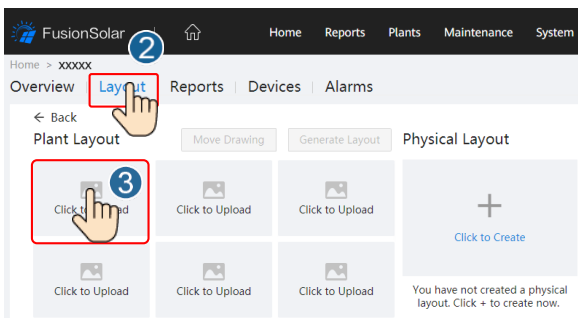 FusionSolar Home Reports Plants Maintenance System
2
Home > xxxxx
Overview Layout Reports Devices Alarms
← Back
Plant Layout Move Drawing Generate Layout Physical Layout
3
Click to Upload Click to Upload Click to Upload
+
Click to Create
Click to Upload Click to Upload Click to Upload
You have not created a physical
layout. Click + to create now.